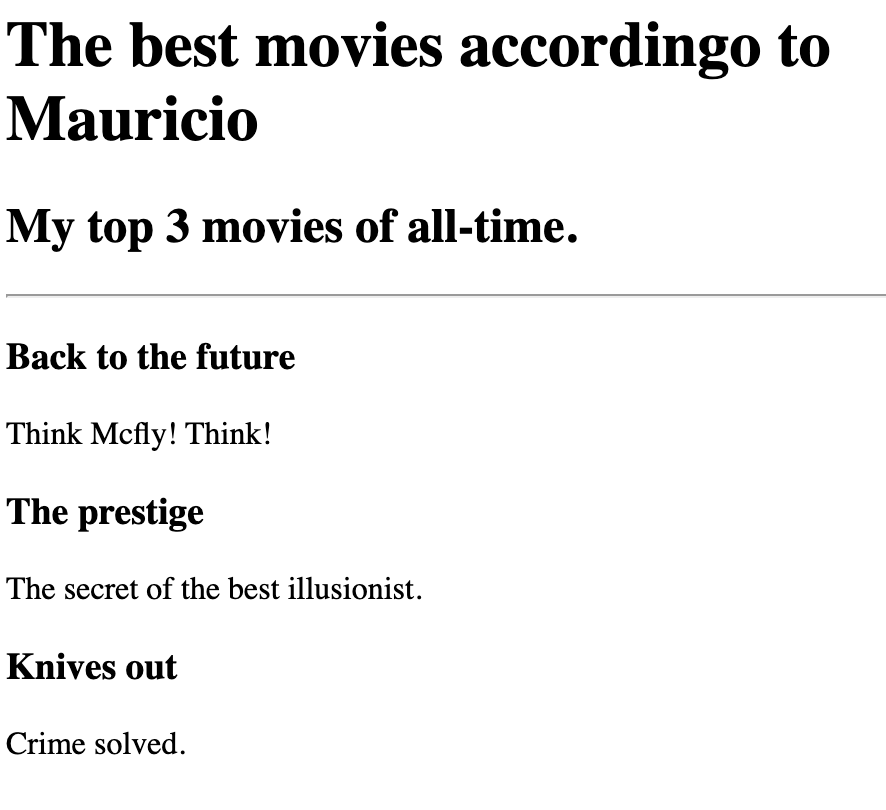 The best movies accordingo to
Mauricio
My top 3 movies of all-time.
Back to the future
Think Mcfly! Think!
The prestige
The secret of the best illusionist.
Knives out
Crime solved.